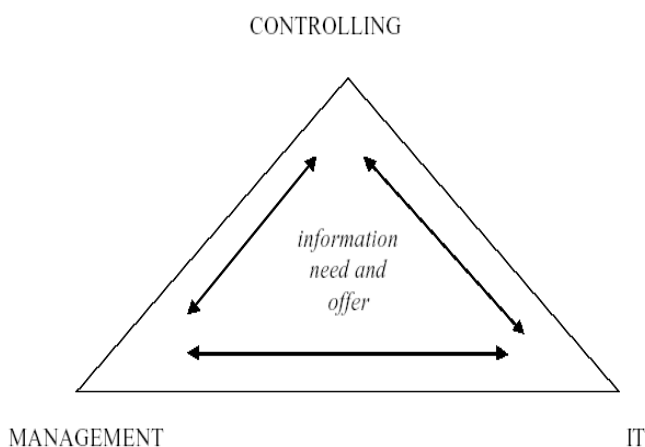 CONTROLLING
information
need and
offer
MANAGEMENT
IT